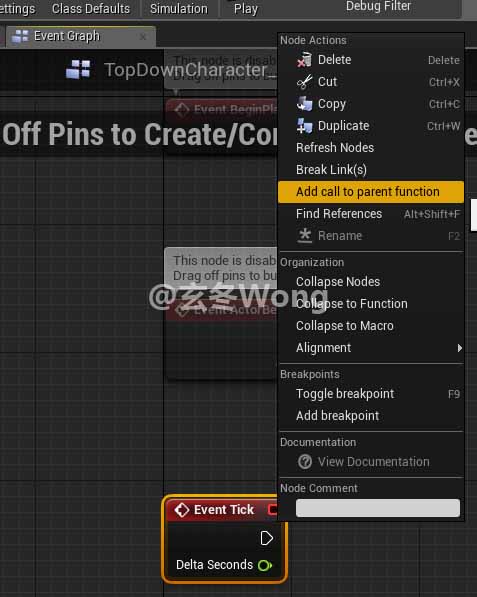 ettings
Class Defaults
Simulation
Play
Debug Filter
Event Graph
TopDownCharacter_
This node is disab
Drag off pins to bu
Event BeginPla
Off Pins to Create/Co
Node Actions
Delete Delete
Cut Ctrl+X
Copy Ctrl+C
Duplicate Ctrl+W
Refresh Nodes
Break Link(s)
Add call to parent function
Find References Alt+Shift+F
Rename F2
Organization
Collapse Nodes
Collapse to Function
Collapse to Macro
Alignment
Breakpoints
Toggle breakpoint F9
Add breakpoint
Documentation
View Documentation
Node Comment
This node is disab
Drag off pins to bu
@玄冬Wong
Event ActorBe
Event Tick
Delta Seconds